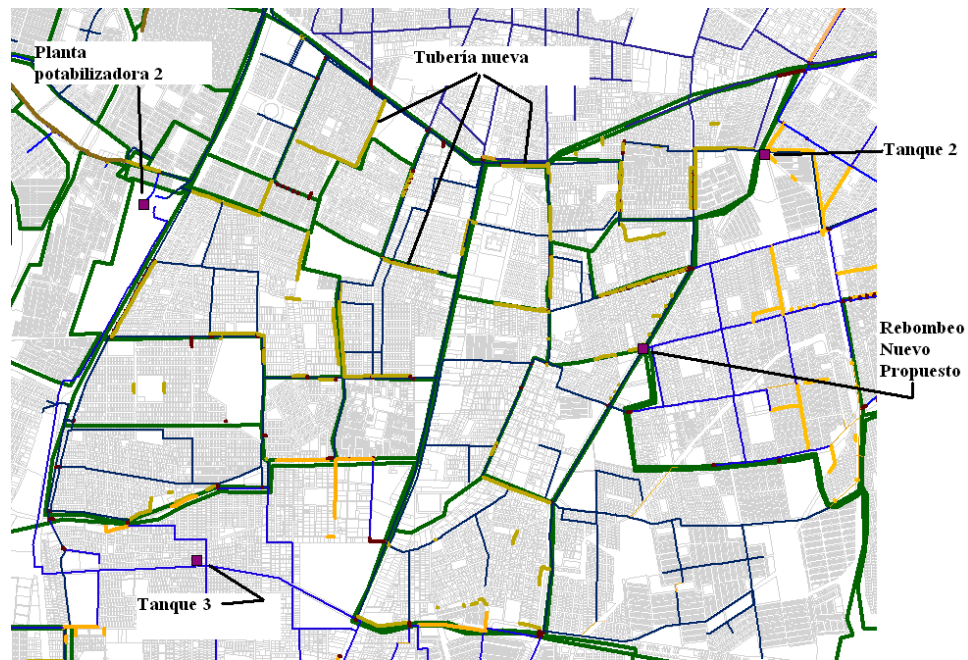 Planta
potabilizadora 2
Tubería nueva
Tanque 2
Rebombeo
Nuevo
Propuesto
Tanque 3